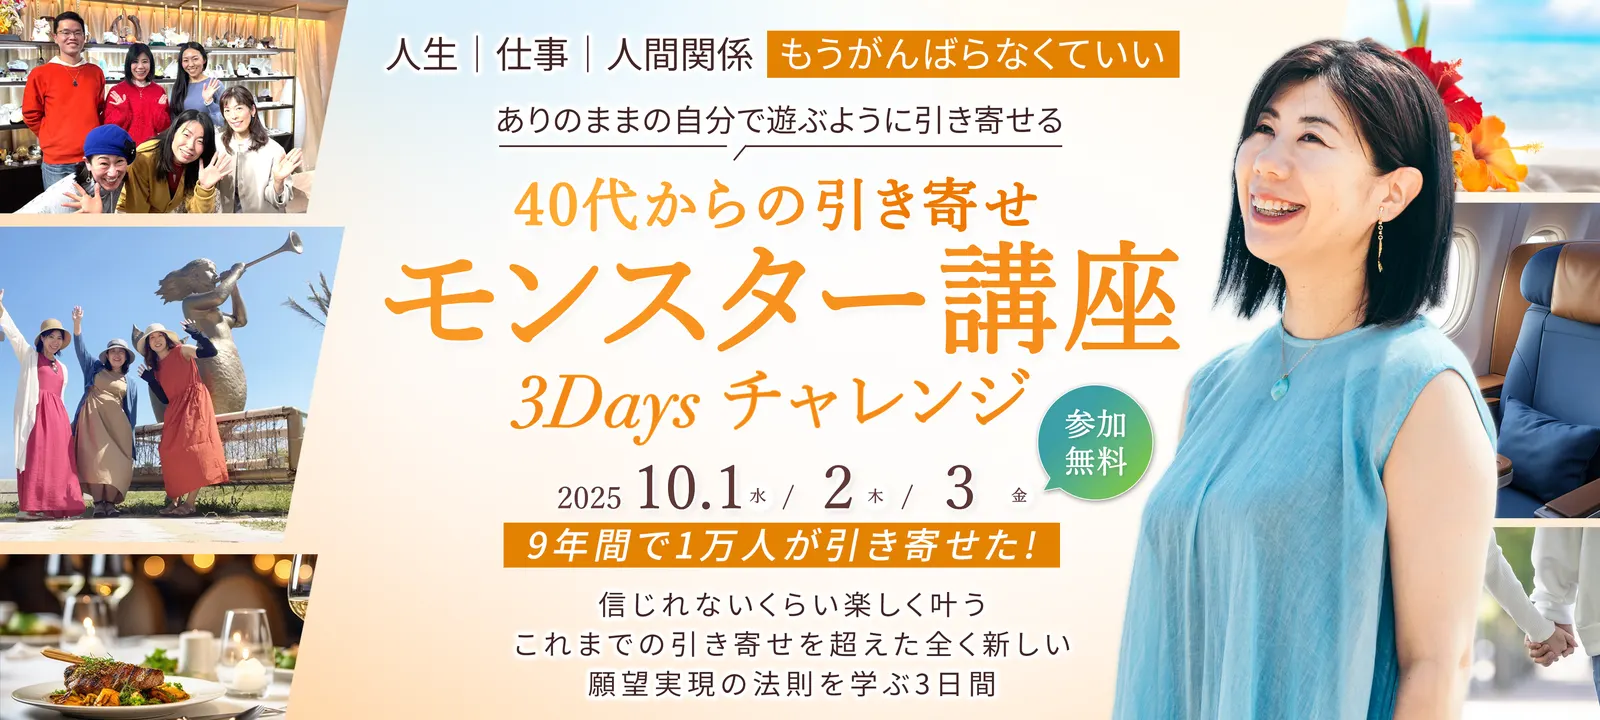 人生｜仕事｜人間関係 もうがんばらなくていい
ありのままの自分で遊ぶように引き寄せる
40代からの引き寄せ
モンスター講座
3Days チャレンジ
参加
無料
2025 10.1 水 / 2 木 / 3 金
9年間で1万人が引き寄せた!
信じれないくらい楽しく叶う
これまでの引き寄せを超えた全く新しい
願望実現の法則を学ぶ3日間